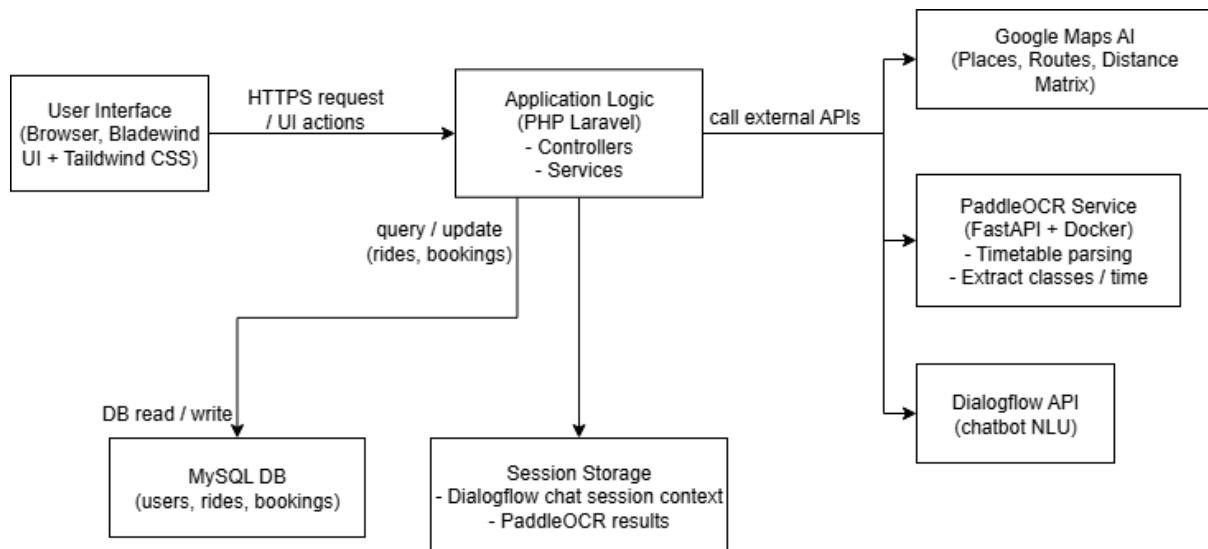 User Interface
(Browser, Bladewind
UI + Taildwind CSS)
HTTPS request
/ UI actions
Application Logic
(PHP Laravel)
- Controllers
- Services
call external APIs
Google Maps AI
(Places, Routes, Distance
Matrix)
PaddleOCR Service
(FastAPI + Docker)
- Timetable parsing
- Extract classes / time
Dialogflow API
(chatbot NLU)
query / update
(rides, bookings)
DB read / write
MySQL DB
(users, rides, bookings)
Session Storage
- Dialogflow chat session context
- PaddleOCR results